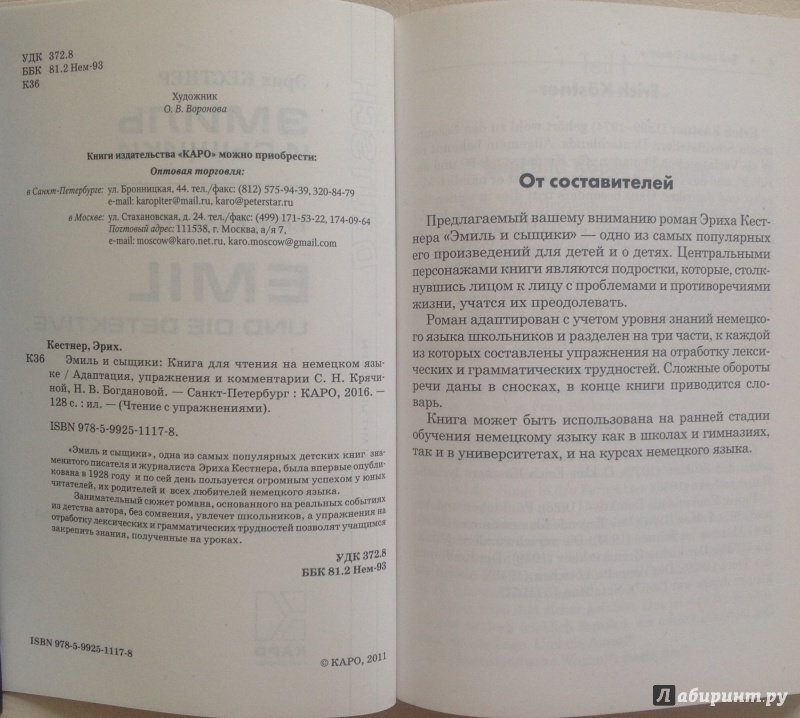 УДК 372.8
ББК 81.2 Нем-93
К36
Художник
О. В. Воронова
Книги издательства «КАРО» можно приобрести:
Оптовая торговля:
в Санкт-Петербурге: ул. Бронницкая, 44. тел./факс: (812) 575-94-39, 320-84-79
e-mail: karopiter@mail.ru, karo@peterstar.ru
в Москве: ул. Стахановская, д. 24. тел./факс: (499) 171-53-22, 174-09-64
Почтовый адрес: 111538, г. Москва, а/я 7,
e-mail: moscow@karo.net.ru, karo.moscow@gmail.com
Кестнер, Эрих.
К36 Эмиль и сыщики: Книга для чтения на немецком язы-
ке / Адаптация, упражнения и комментарии С. Н. Крячи-
ной, Н. В. Богдановой. — Санкт-Петербург : КАРО, 2016. —
128 с. : ил. — (Чтение с упражнениями).
ISBN 978-5-9925-1117-8.
«Эмиль и сыщики», одна из самых популярных детских книг зна-
менитого писателя и журналиста Эриха Кестнера, была впервые опубли-
кована в 1928 году и по сей день пользуется огромным успехом у юных
читателей, их родителей и всех любителей немецкого языка.
Занимательный сюжет романа, основанного на реальных событиях
из детства автора, без сомнения, увлечет школьников, а упражнения на
отработку лексических и грамматических трудностей позволят учащимся
закрепить знания, полученные на уроках.
УДК 372.8
ББК 81.2 Нем-93
ISBN 978-5-9925-1117-8
© КАРО, 2011
От составителей
Предлагаемый вашему вниманию роман Эриха Кест-
нера «Эмиль и сыщики» — одно из самых популярных
его произведений для детей и о детях. Центральными
персонажами книги являются подростки, которые, столк-
нувшись лицом к лицу с проблемами и противоречиями
жизни, учатся их преодолевать.
Роман адаптирован с учетом уровня знаний немецко-
го языка школьников и разделен на три части, к каждой
из которых составлены упражнения на отработку лекси-
ческих и грамматических трудностей. Сложные обороты
речи даны в сносках, в конце книги приводится сло-
варь.
Книга может быть использована на ранней стадии
обучения немецкому языку как в школах и гимназиях,
так и в университетах, и на курсах немецкого языка.
Лабиринт.ру